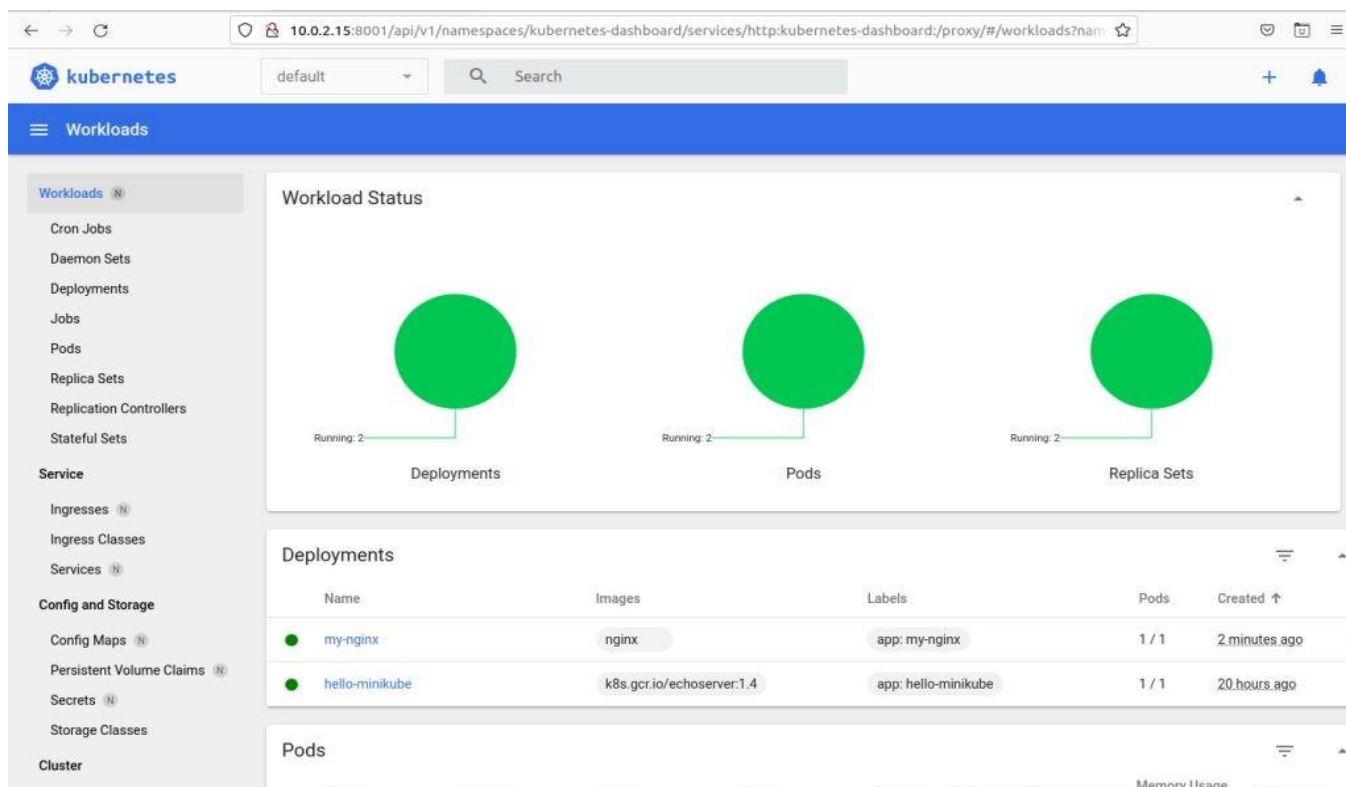 10.0.2.15:8001/api/v1/namespaces/kubernetes-dashboard/services/http:kubernetes-dashboard:/proxy/#/workloads?nam
kubernetes
default
Search
Workloads
Workloads N
Cron Jobs
Daemon Sets
Deployments
Jobs
Pods
Replica Sets
Replication Controllers
Stateful Sets
Service
Ingresses N
Ingress Classes
Services N
Config and Storage
Config Maps N
Persistent Volume Claims N
Secrets N
Storage Classes
Cluster
Workload Status
Running: 2 Running: 2 Running: 2
Deployments Pods Replica Sets
Deployments
Name Images Labels Pods Created
my-nginx nginx app: my-nginx 1 / 1 2 minutes ago
hello-minikube k8s.gcr.io/echoserver:1.4 app: hello-minikube 1 / 1 20 hours ago
Pods
Memory Usage